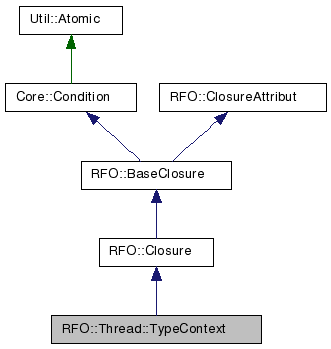 Util::Atomic
Core::Condition
RFO::ClosureAttribut
RFO::BaseClosure
RFO::Closure
RFO::Thread::TypeContext